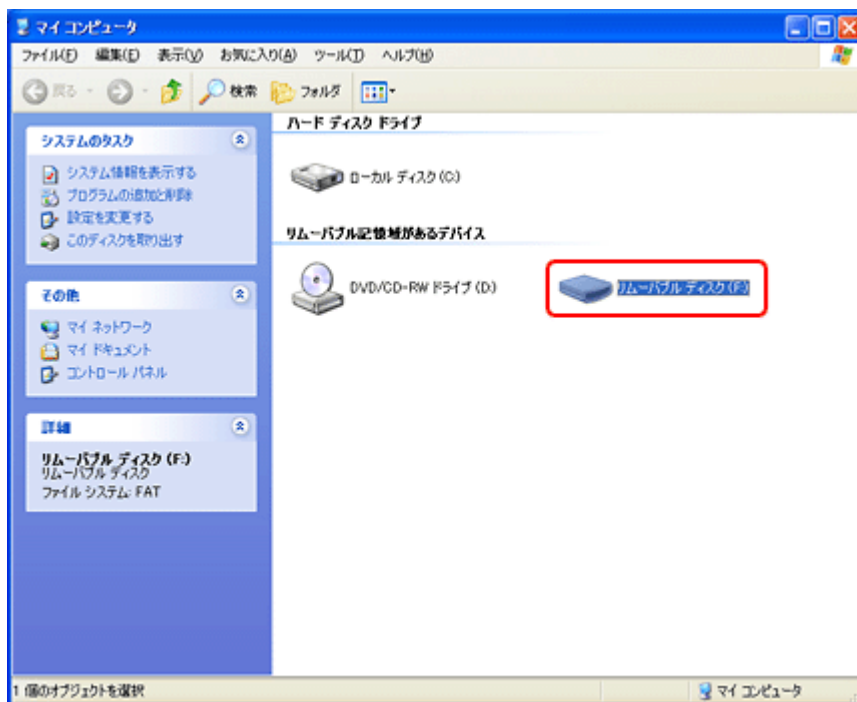 マイ コンピュータ
ファイル(F) 編集(E) 表示(V) お気に入り(A) ツール(T) ヘルプ(H)
戻る 検索 フォルダ
システムのタスク
システム情報を表示する
プログラムの追加と削除
設定を変更する
このディスクを取り出す
その他
マイ ネットワーク
マイ ドキュメント
コントロール パネル
詳細
リムーバブル ディスク (F:)
リムーバブル ディスク
ファイル システム: FAT
ハード ディスク ドライブ
ローカル ディスク (C:)
リムーバブル記憶域があるデバイス
DVD/CD-RW ドライブ (D:)
リムーバブル ディスク (F:)
1 個のオブジェクトを選択
マイ コンピュータ